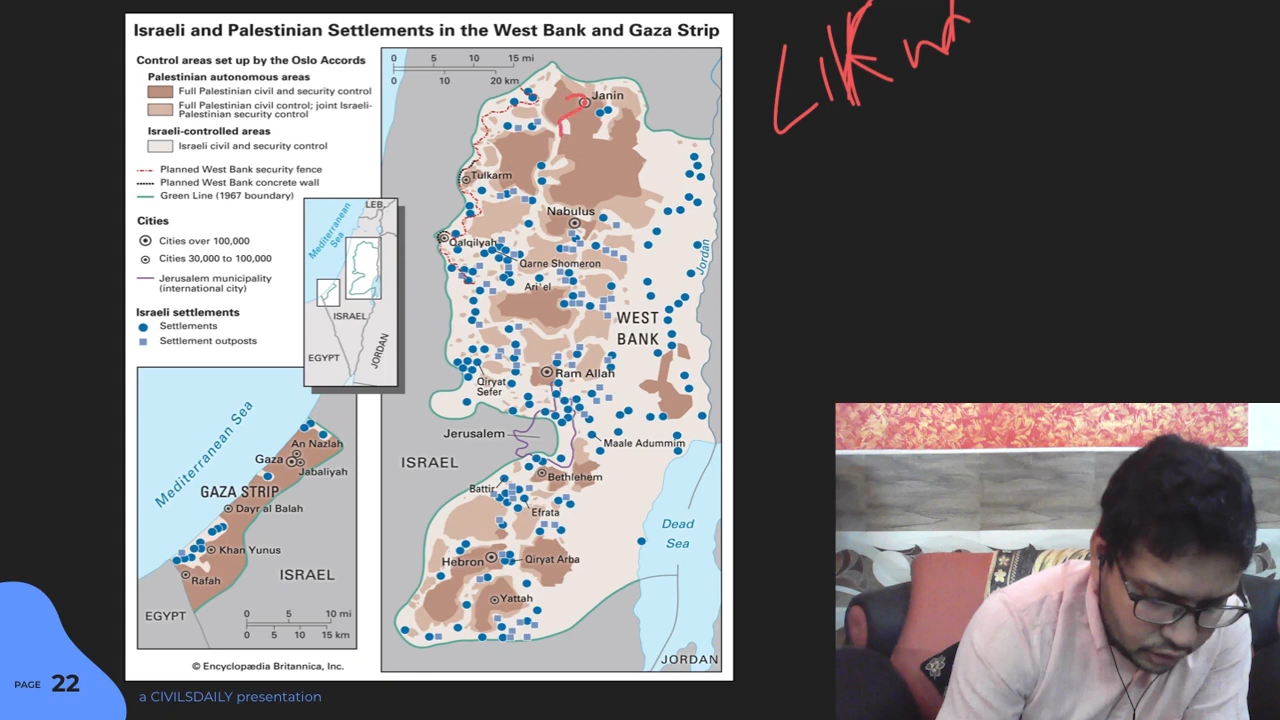 Israeli and Palestinian Settlements in the West Bank and Gaza Strip
Control areas set up by the Oslo Accords
Palestinian autonomous areas
Full Palestinian civil and security control
Full Palestinian civil control; joint Israeli-
Palestinian security control
Israeli-controlled areas
Israeli civil and security control
Planned West Bank security fence
Planned West Bank concrete wall
Green Line (1967 boundary)
Cities
Cities over 100,000
Cities 30,000 to 100,000
Jerusalem municipality
(international city)
Israeli settlements
Settlements
Settlement outposts
LEB.
Mediterranean
Sea
ISRAEL
EGYPT
JORDAN
Mediterranean Sea
An Nazlah
Gaza
Jabaliyah
GAZA STRIP
Dayr al Balah
Khan Yunus
Rafah
ISRAEL
EGYPT
0 5 10 mi
0 5 10 15 km
© Encyclopædia Britannica, Inc.
0 5 10 15 mi
0 10 20 km
Janin
Tulkarm
Nabulus
Qalqilyah
Qarne Shomeron
Ari'el
Jordan
WEST
BANK
Ram Allah
Qiryat
Sefer
Jerusalem
Maale Adummim
ISRAEL
Bethlehem
Battir
Efrata
Dead
Sea
Hebron
Qiryat Arba
Yattah
JORDAN
PAGE 22
a CIVILSDAILY presentation